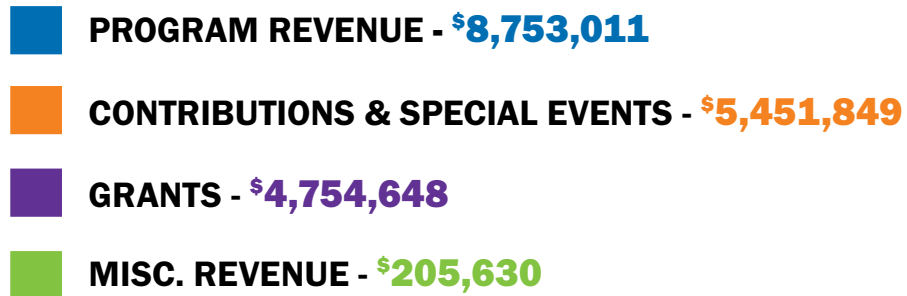 PROGRAM REVENUE - $8,753,011
CONTRIBUTIONS & SPECIAL EVENTS - $5,451,849
GRANTS - $4,754,648
MISC. REVENUE - $205,630